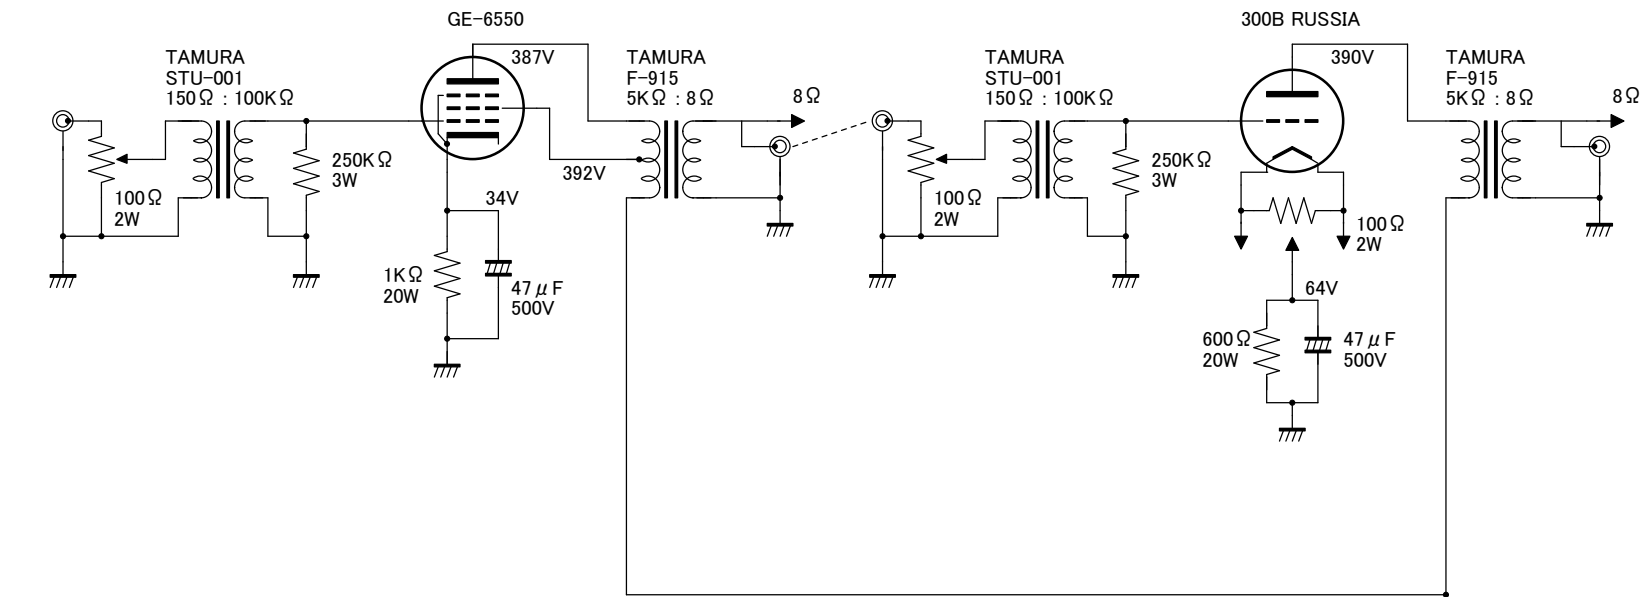 GE-6550
TAMURA
STU-001
150Ω : 100KΩ
387V
TAMURA
F-915
5KΩ : 8Ω
8Ω
250KΩ
3W
100Ω
2W
392V
34V
1KΩ
20W
47μF
500V
300B RUSSIA
TAMURA
STU-001
150Ω : 100KΩ
390V
TAMURA
F-915
5KΩ : 8Ω
8Ω
250KΩ
3W
100Ω
2W
100Ω
2W
64V
600Ω
20W
47μF
500V